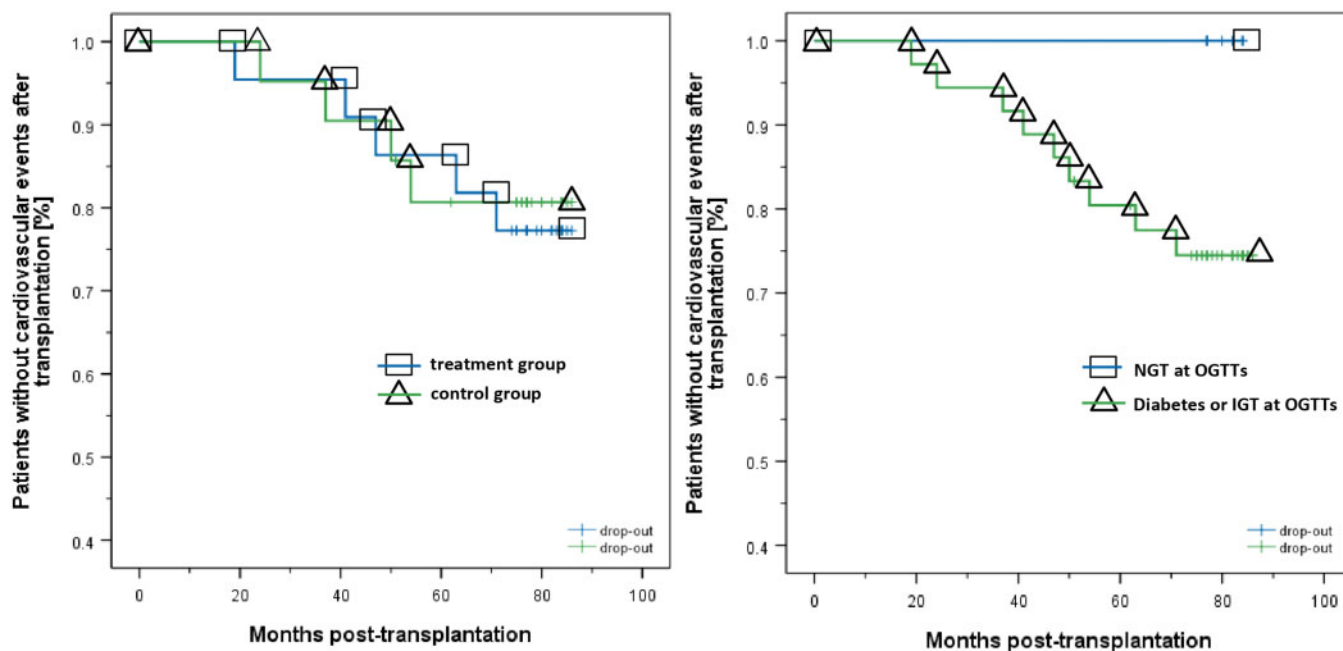 Patients without cardiovascular events after
transplantation [%]
1.0
0.9
0.8
0.7
0.6
0.5
0.4
treatment group
control group
drop-out
drop-out
0
20
40
60
80
100
Months post-transplantation
Patients without cardiovascular events after
transplantation [%]
1.0
0.9
0.8
0.7
0.6
0.5
0.4
NGT at OGTTs
Diabetes or IGT at OGTTs
drop-out
drop-out
0
20
40
60
80
100
Months post-transplantation